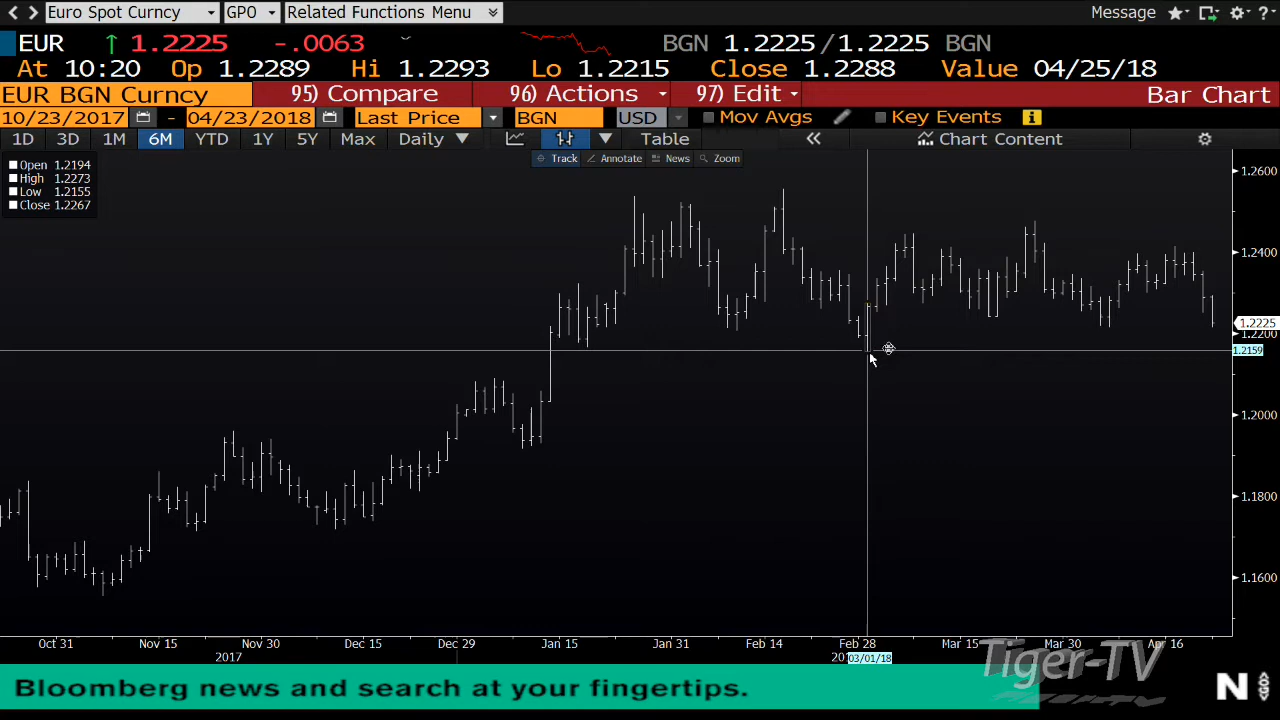 Euro Spot Curncy GPO Related Functions Menu Message
EUR ↑ 1.2225 -.0063 BGN 1.2225/1.2225 BGN
At 10:20 Op 1.2289 Hi 1.2293 Lo 1.2215 Close 1.2288 Value 04/25/18
EUR BGN Curncy 95) Compare 96) Actions 97) Edit Bar Chart
10/23/2017 - 04/23/2018 Last Price BGN USD Mov Avgs Key Events
1D 3D 1M 6M YTD 1Y 5Y Max Daily Table « Chart Content
Track Annotate News Zoom
Open 1.2194
High 1.2273
Low 1.2155
Close 1.2267
1.2600
1.2400
1.2225
1.2200
1.2159
1.2000
1.1800
1.1600
Oct 31 Nov 15 Nov 30 Dec 15 Dec 29 Jan 15 Jan 31 Feb 14 Feb 28 Mar 15 Mar 30 Apr 16
2017 03/01/18
Tiger-TV
Bloomberg news and search at your fingertips.